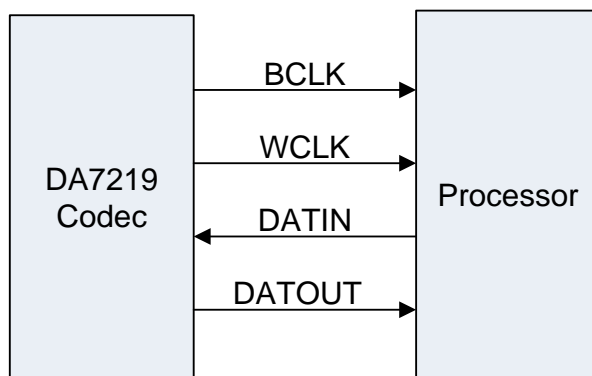 DA7219
Codec
BCLK
WCLK
DATIN
DATOUT
Processor